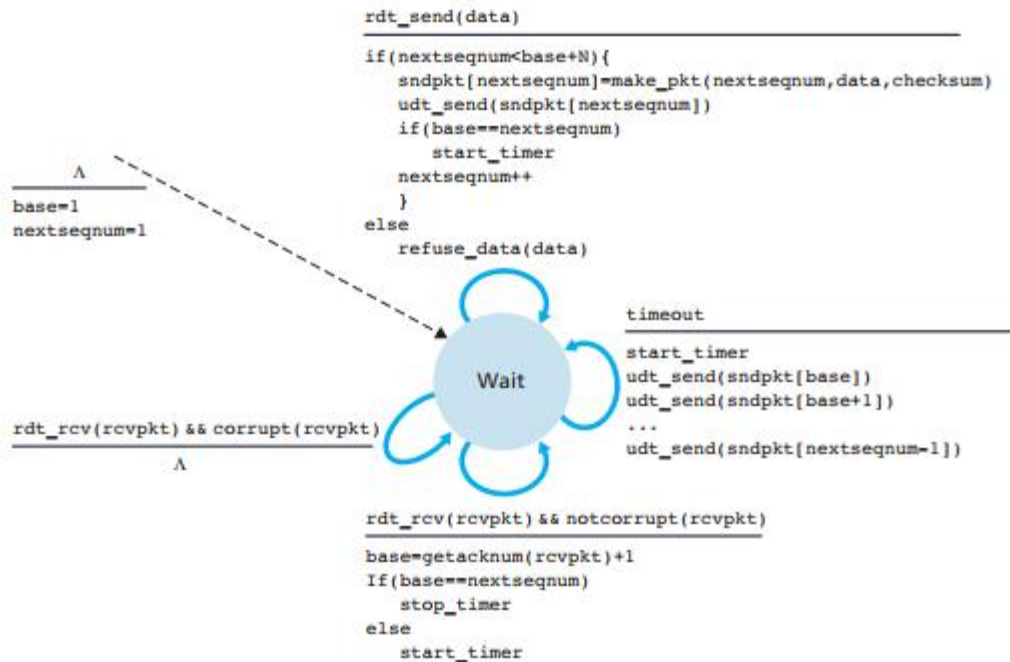 rdt_send(data)
if(nextseqnum<base+N){
sndpkt[nextseqnum]=make_pkt(nextseqnum,data,checksum)
udt_send(sndpkt[nextseqnum])
if(base==nextseqnum)
start_timer
nextseqnum++
}
else
refuse_data(data)
Λ
base=1
nextseqnum=1
timeout
start_timer
udt_send(sndpkt[base])
udt_send(sndpkt[base+1])
...
udt_send(sndpkt[nextseqnum-1])
Wait
rdt_rcv(rcvpkt) && corrupt(rcvpkt)
Λ
rdt_rcv(rcvpkt) && notcorrupt(rcvpkt)
base=getacknum(rcvpkt)+1
If(base==nextseqnum)
stop_timer
else
start_timer